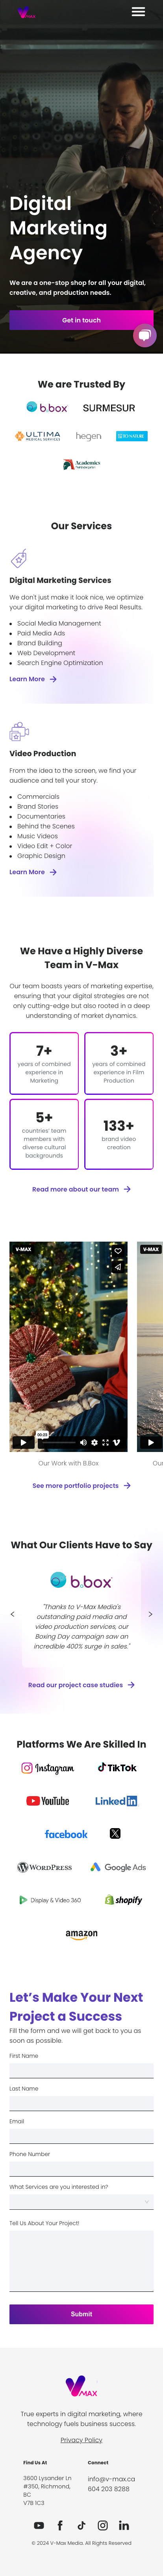 VMAX
Digital
Marketing
Agency
We are a one-stop shop for all your digital,
creative, and production needs.
Get in touch
We are Trusted By
b.box
SURMESUR
ULTIMA
MEDICAL SERVICES
hegen
Academics
Our Services
Digital Marketing Services
We don't just make it look nice, we optimize
your digital marketing to drive Real Results.
Social Media Management
Paid Media Ads
Brand Building
Web Development
Search Engine Optimization
Learn More
Video Production
From the idea to the screen; we find your
audience and tell your story.
Commercials
Brand Stories
Documentaries
Behind the Scenes
Music Videos
Video Edit + Color
Graphic Design
Learn More
We Have a Highly Diverse
Team in V-Max
Our team boasts years of marketing expertise,
ensuring that your digital strategies are not
only cutting-edge but also rooted in a deep
understanding of market dynamics.
7+
years of combined
experience in
Marketing
3+
years of combined
experience in Film
Production
5+
countries' team
members with
diverse cultural
backgrounds
133+
brand video
creation
Read more about our team
V-MAX
V-MAX
00:25
Our Work with B.Box
Our
See more portfolio projects
What Our Clients Have to Say
b.box
"Thanks to V-Max Media's
outstanding paid media and
video production services, our
Boxing Day campaign saw an
incredible 400% surge in sales."
Read our project case studies
Platforms We Are Skilled In
Instagram
TikTok
YouTube
Linked in
facebook
X
WordPress
Google Ads
Display & Video 360
shopify
amazon
Let's Make Your Next
Project a Success
Fill the form and we will get back to you as
soon as possible.
First Name
Last Name
Email
Phone Number
What Services are you interested in?
Tell Us About Your Project!
Submit
VMAX
True experts in digital marketing, where
technology fuels business success.
Privacy Policy
Find Us At
3600 Lysander Ln
#350, Richmond,
BC
V7B 1C3
Connect
info@v-max.ca
604 203 8288
© 2024 V-Max Media. All Rights Reserved